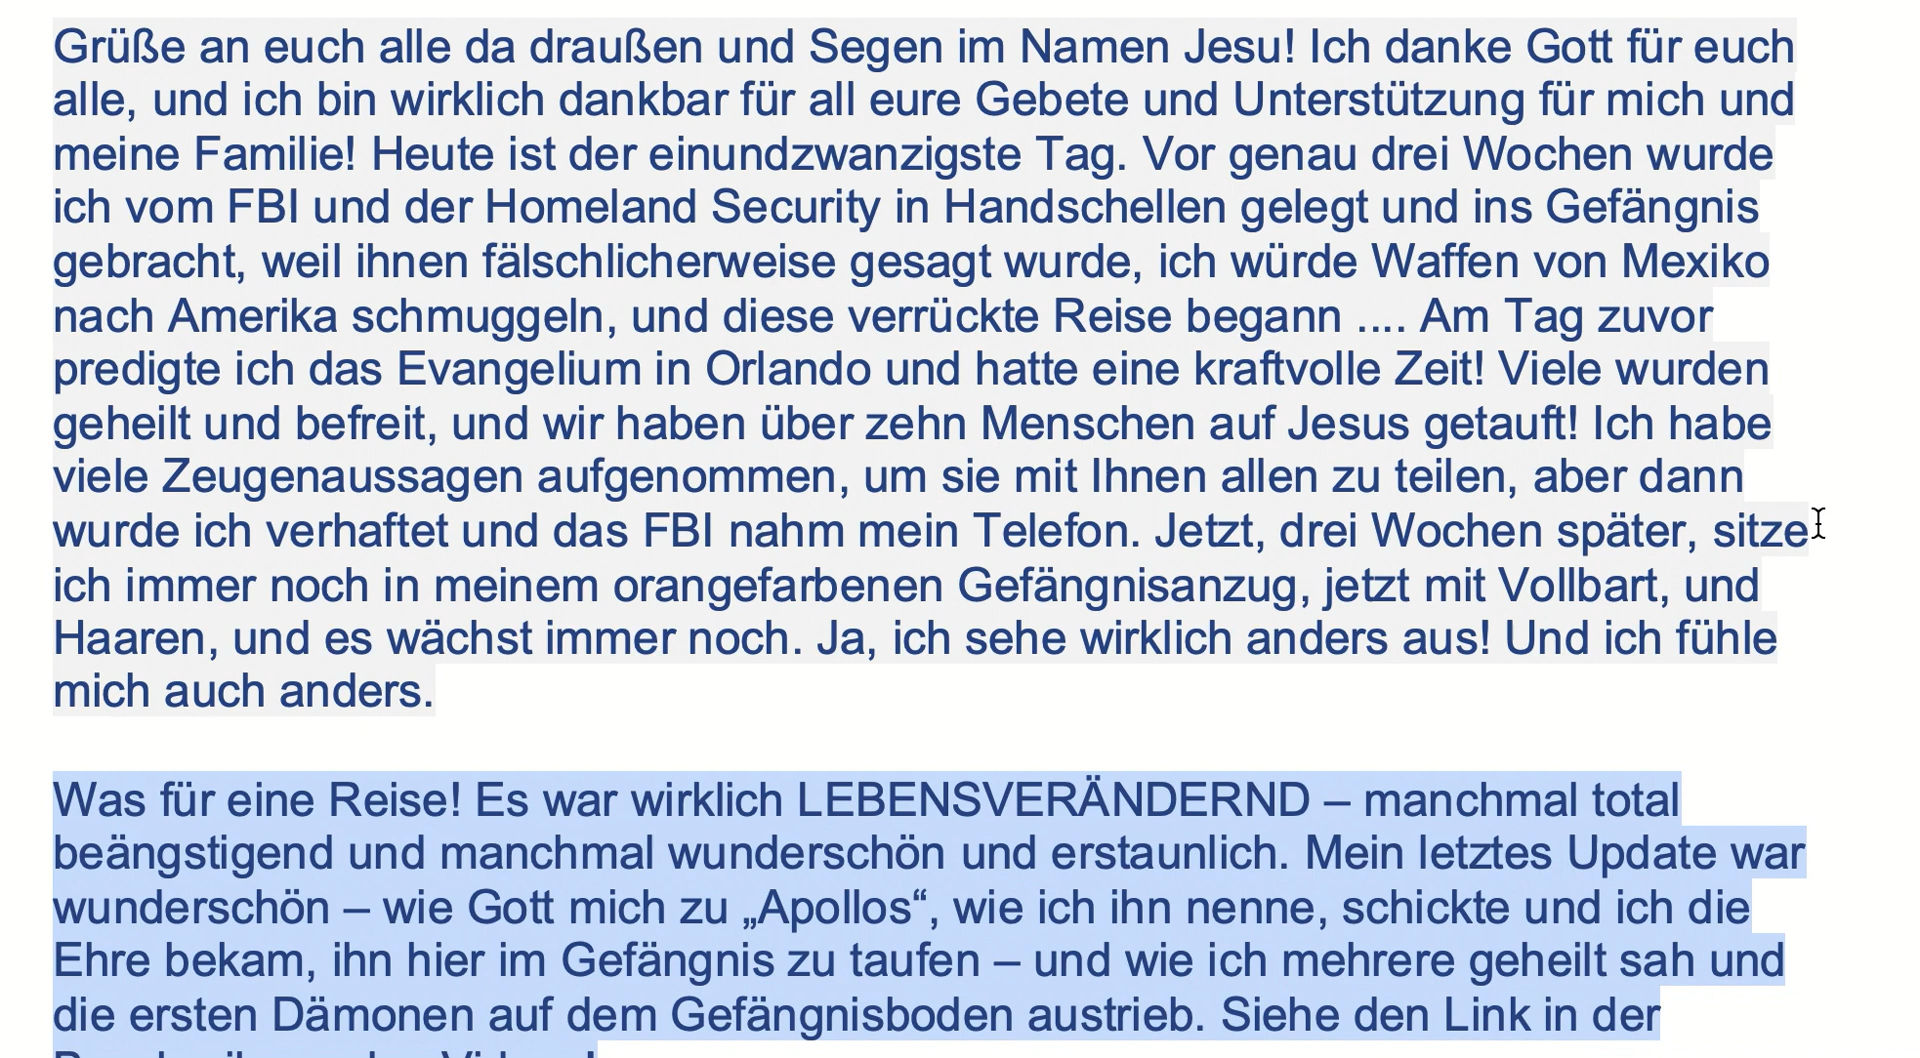 Grüße an euch alle da draußen und Segen im Namen Jesu! Ich danke Gott für euch
alle, und ich bin wirklich dankbar für all eure Gebete und Unterstützung für mich und
meine Familie! Heute ist der einundzwanzigste Tag. Vor genau drei Wochen wurde
ich vom FBI und der Homeland Security in Handschellen gelegt und ins Gefängnis
gebracht, weil ihnen fälschlicherweise gesagt wurde, ich würde Waffen von Mexiko
nach Amerika schmuggeln, und diese verrückte Reise begann .... Am Tag zuvor
predigte ich das Evangelium in Orlando und hatte eine kraftvolle Zeit! Viele wurden
geheilt und befreit, und wir haben über zehn Menschen auf Jesus getauft! Ich habe
viele Zeugenaussagen aufgenommen, um sie mit Ihnen allen zu teilen, aber dann
wurde ich verhaftet und das FBI nahm mein Telefon. Jetzt, drei Wochen später, sitze
ich immer noch in meinem orangefarbenen Gefängnisanzug, jetzt mit Vollbart, und
Haaren, und es wächst immer noch. Ja, ich sehe wirklich anders aus! Und ich fühle
mich auch anders.
Was für eine Reise! Es war wirklich LEBENSVERÄNDERND – manchmal total
beängstigend und manchmal wunderschön und erstaunlich. Mein letztes Update war
wunderschön – wie Gott mich zu „Apollos“, wie ich ihn nenne, schickte und ich die
Ehre bekam, ihn hier im Gefängnis zu taufen – und wie ich mehrere geheilt sah und
die ersten Dämonen auf dem Gefängnisboden austrieb. Siehe den Link in der